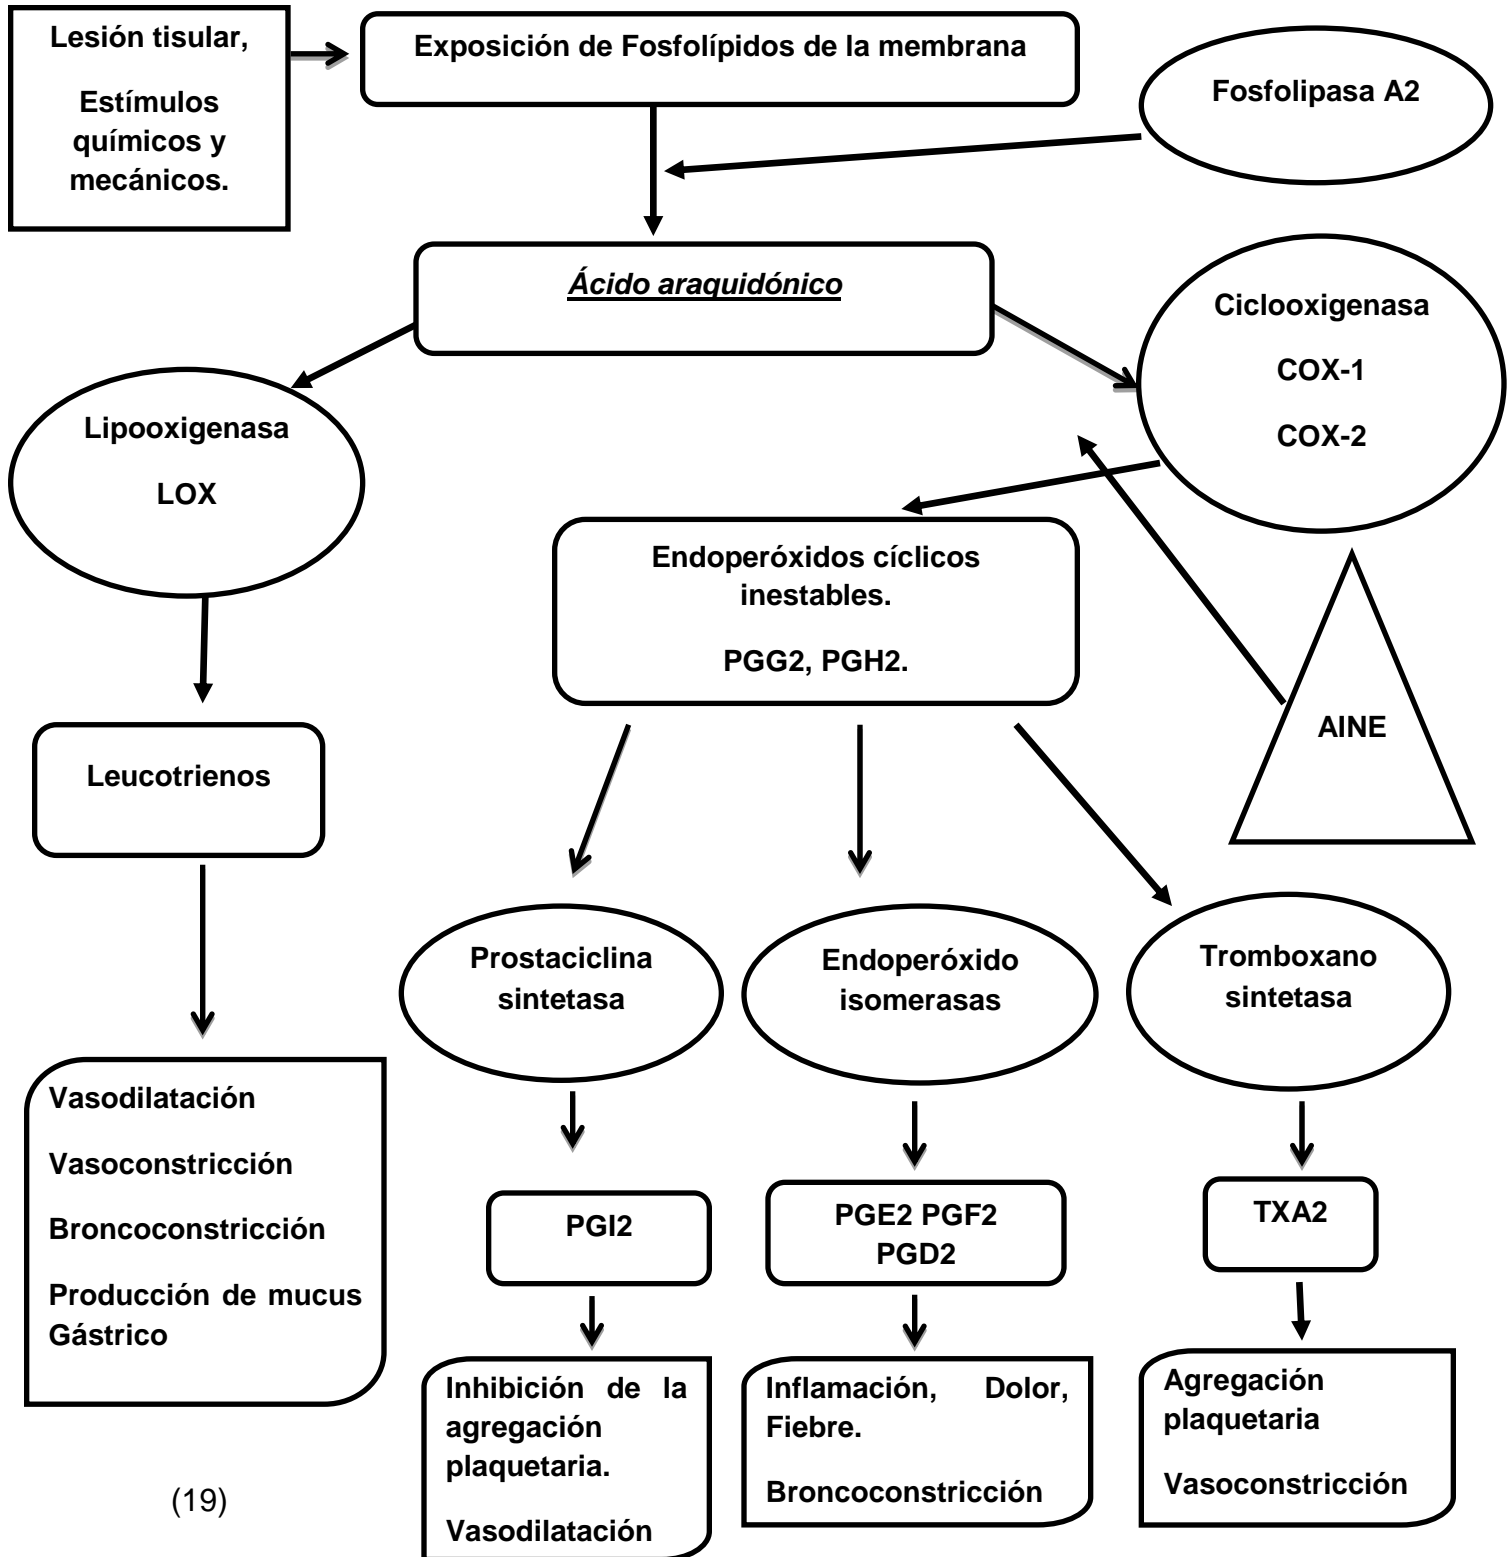 Lesión tisular,
Estímulos
químicos y
mecánicos.
Exposición de Fosfolípidos de la membrana
Fosfolipasa A2
Ácido araquidónico
Ciclooxigenasa
COX-1
COX-2
Lipooxigenasa
LOX
Endoperóxidos cíclicos
inestables.
PGG2, PGH2.
AINE
Leucotrienos
Prostaciclina
sintetasa
Endoperóxido
isomerasas
Tromboxano
sintetasa
Vasodilatación
Vasoconstricción
Broncoconstricción
Producción de mucus
Gástrico
PGI2
PGE2 PGF2
PGD2
TXA2
Inhibición de la
agregación
plaquetaria.
Vasodilatación
Inflamación, Dolor,
Fiebre.
Broncoconstricción
Agregación
plaquetaria
Vasoconstricción
(19)